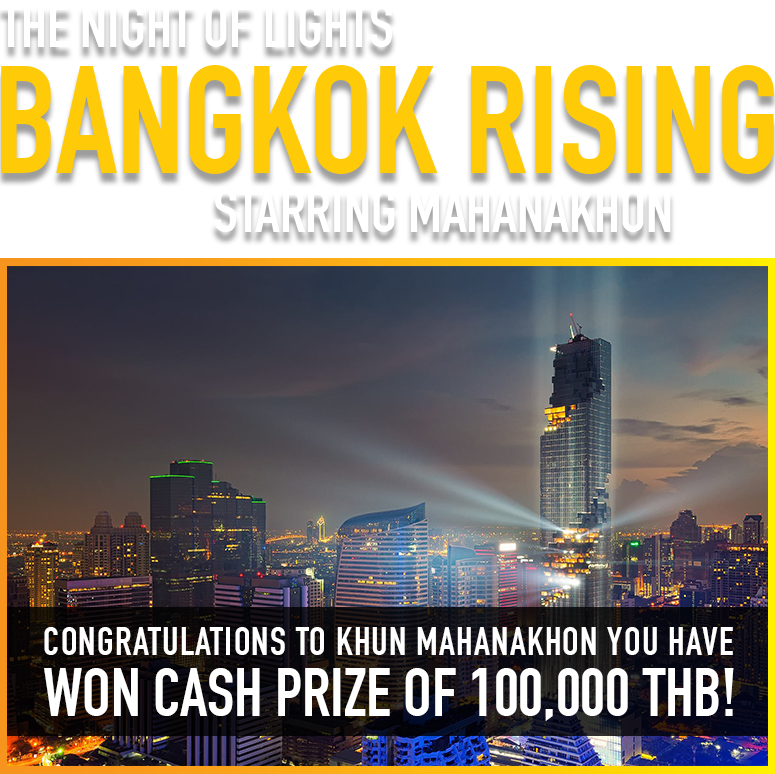 THE NIGHT OF LIGHTS
BANGKOK RISING
STARRING MAHANAKHON
CONGRATULATIONS TO KHUN MAHANAKHON YOU HAVE
WON CASH PRIZE OF 100,000 THB!